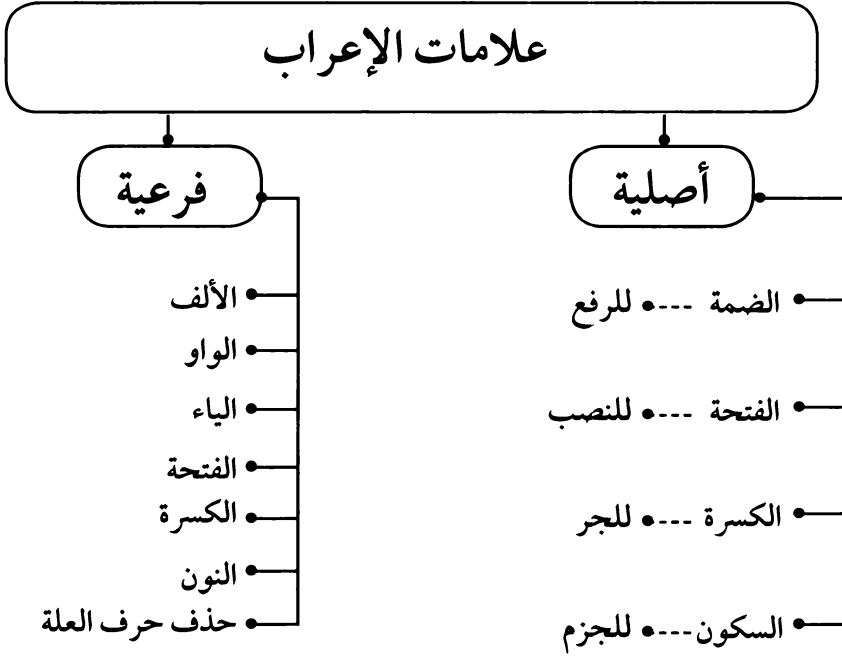 علامات الإعراب
أصلية
الضمة ---• للرفع
الفتحة ---• للنصب
الكسرة ---• للجر
السكون ---• للجزم
فرعية
الألف
الواو
الياء
الفتحة
الكسرة
النون
حذف حرف العلة